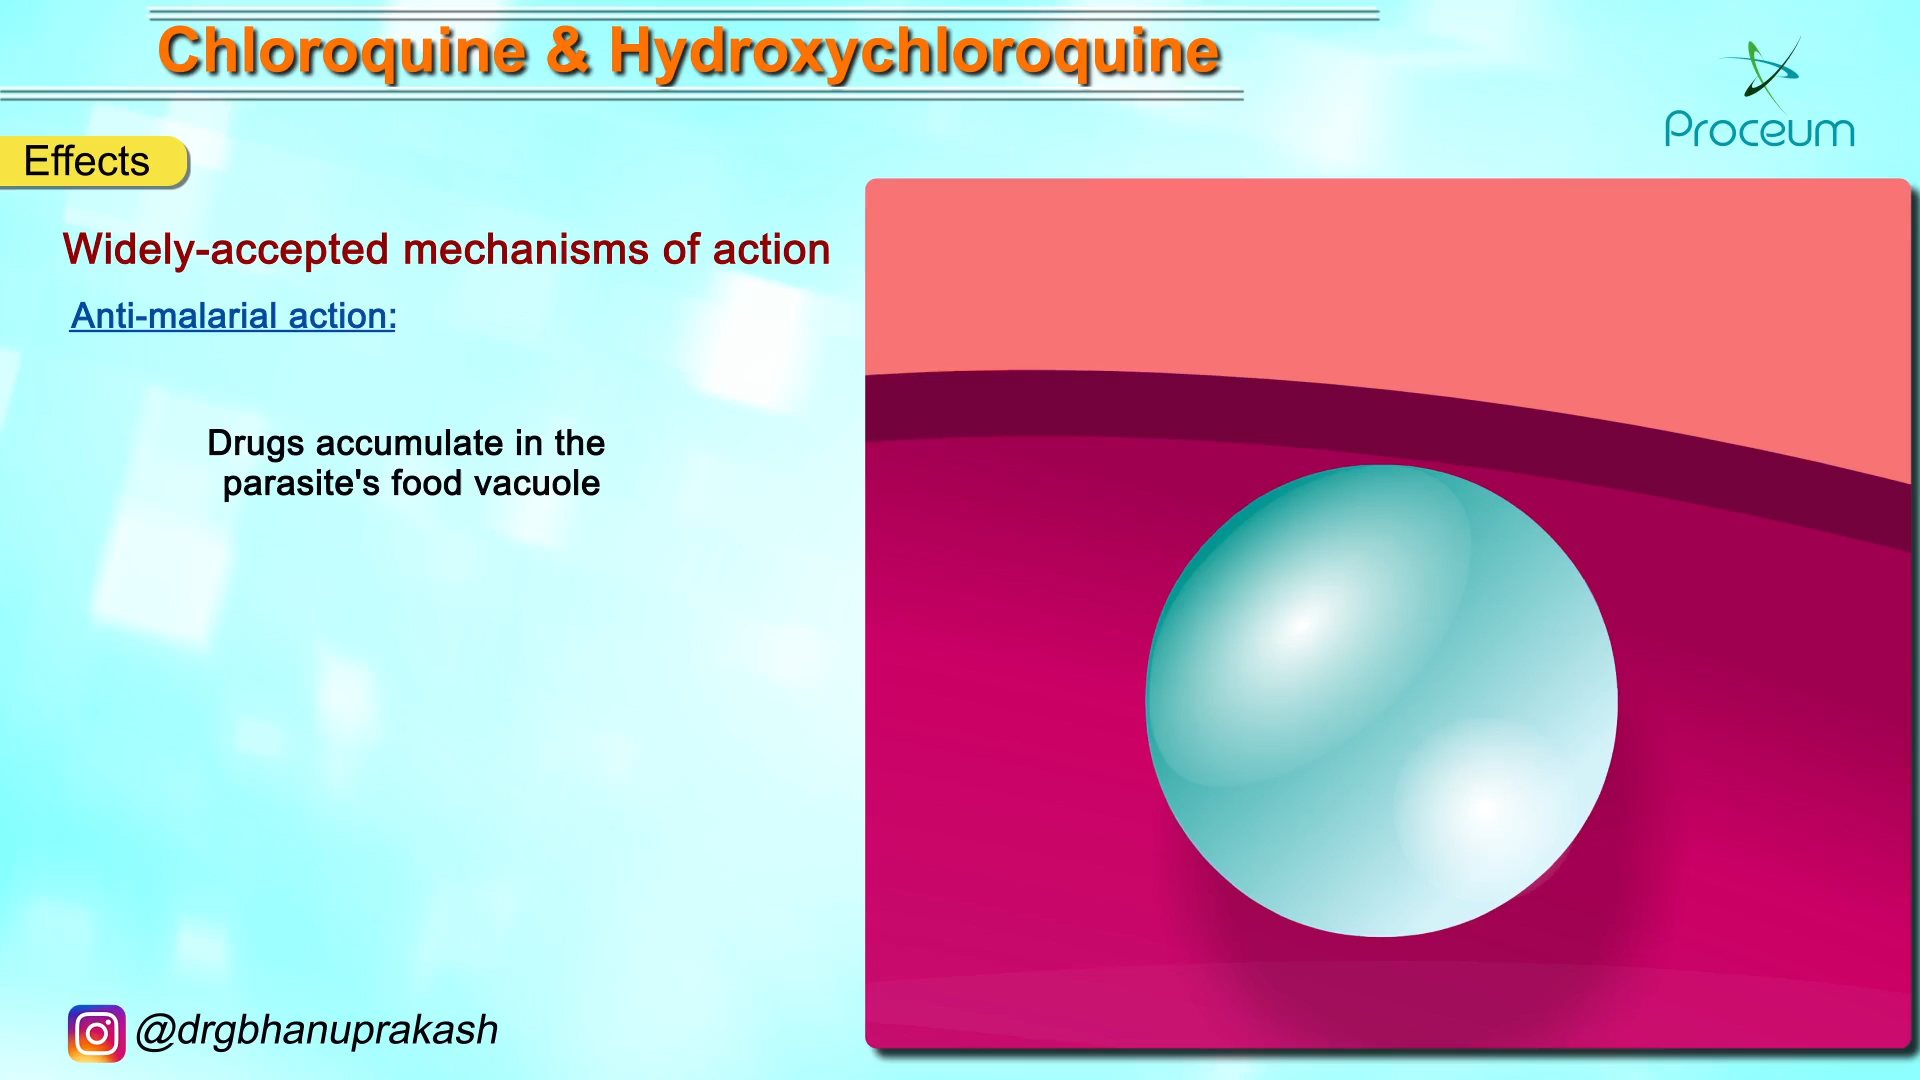 Chloroquine & Hydroxychloroquine
Proceum
Effects
Widely-accepted mechanisms of action
Anti-malarial action:
Drugs accumulate in the
parasite's food vacuole
@drgbhanuprakash